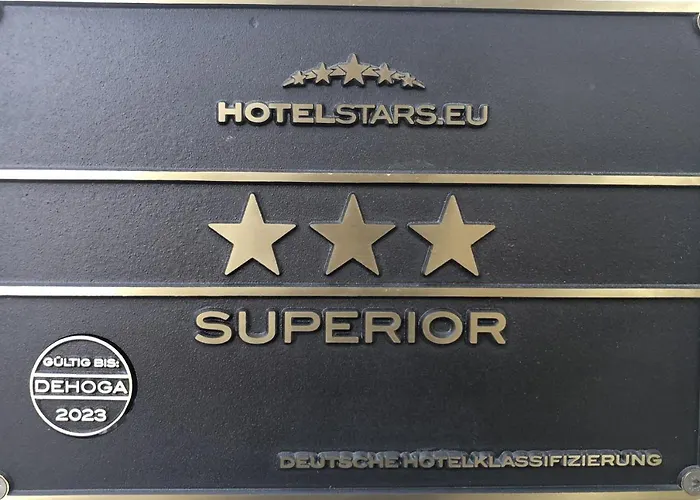 HOTELSTARS.EU
SUPERIOR
GÜLTIG BIS:
DEHOGA
2023
DEUTSCHE HOTELKLASSIFIZIERUNG